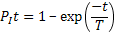 P_I t = 1 − exp(−t/T)